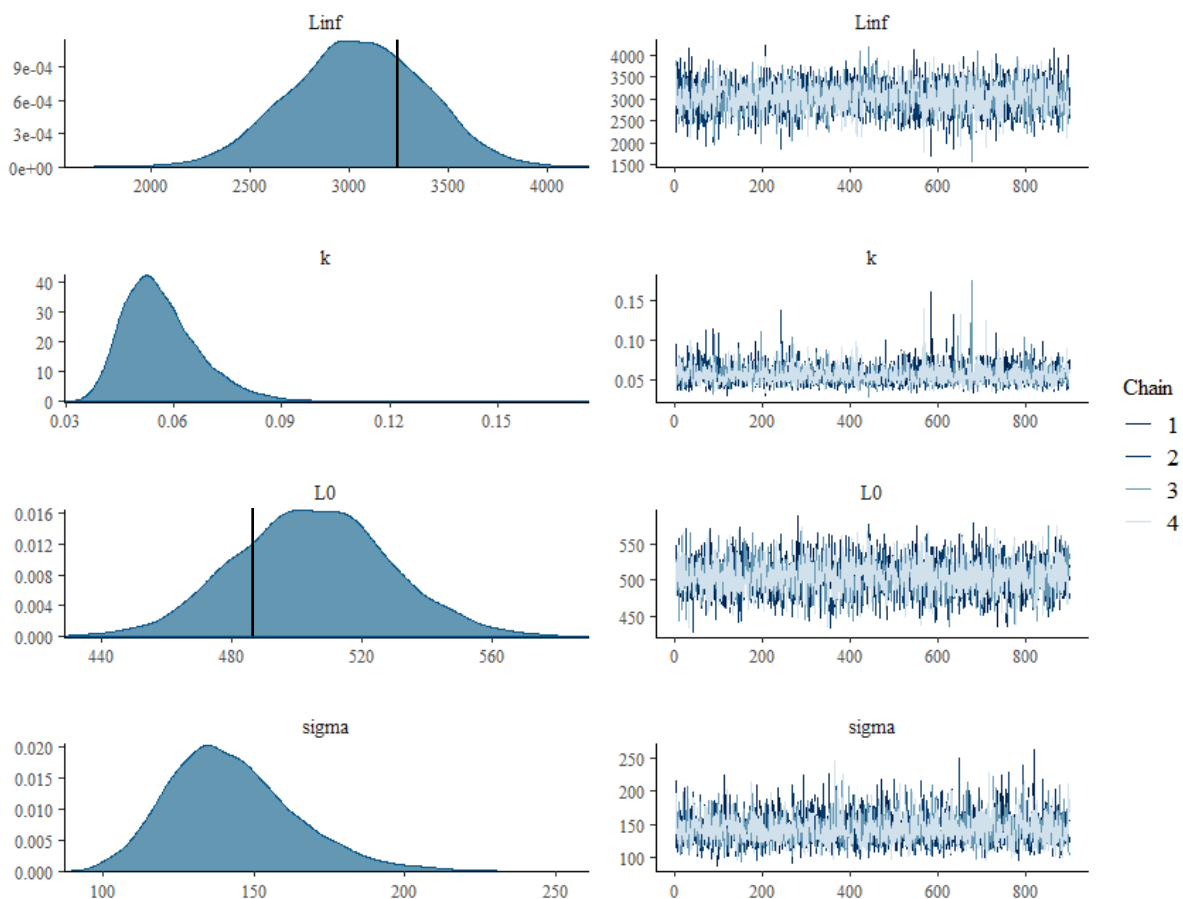 Linf
9e-04
6e-04
3e-04
0e+00
2000 2500 3000 3500 4000
Linf
4000
3500
3000
2500
2000
1500
0 200 400 600 800
k
40
30
20
10
0
0.03 0.06 0.09 0.12 0.15
k
0.15
0.10
0.05
0 200 400 600 800
L0
0.016
0.012
0.008
0.004
0.000
440 480 520 560
L0
550
500
450
0 200 400 600 800
sigma
0.020
0.015
0.010
0.005
0.000
100 150 200 250
sigma
250
200
150
100
0 200 400 600 800
Chain
1
2
3
4